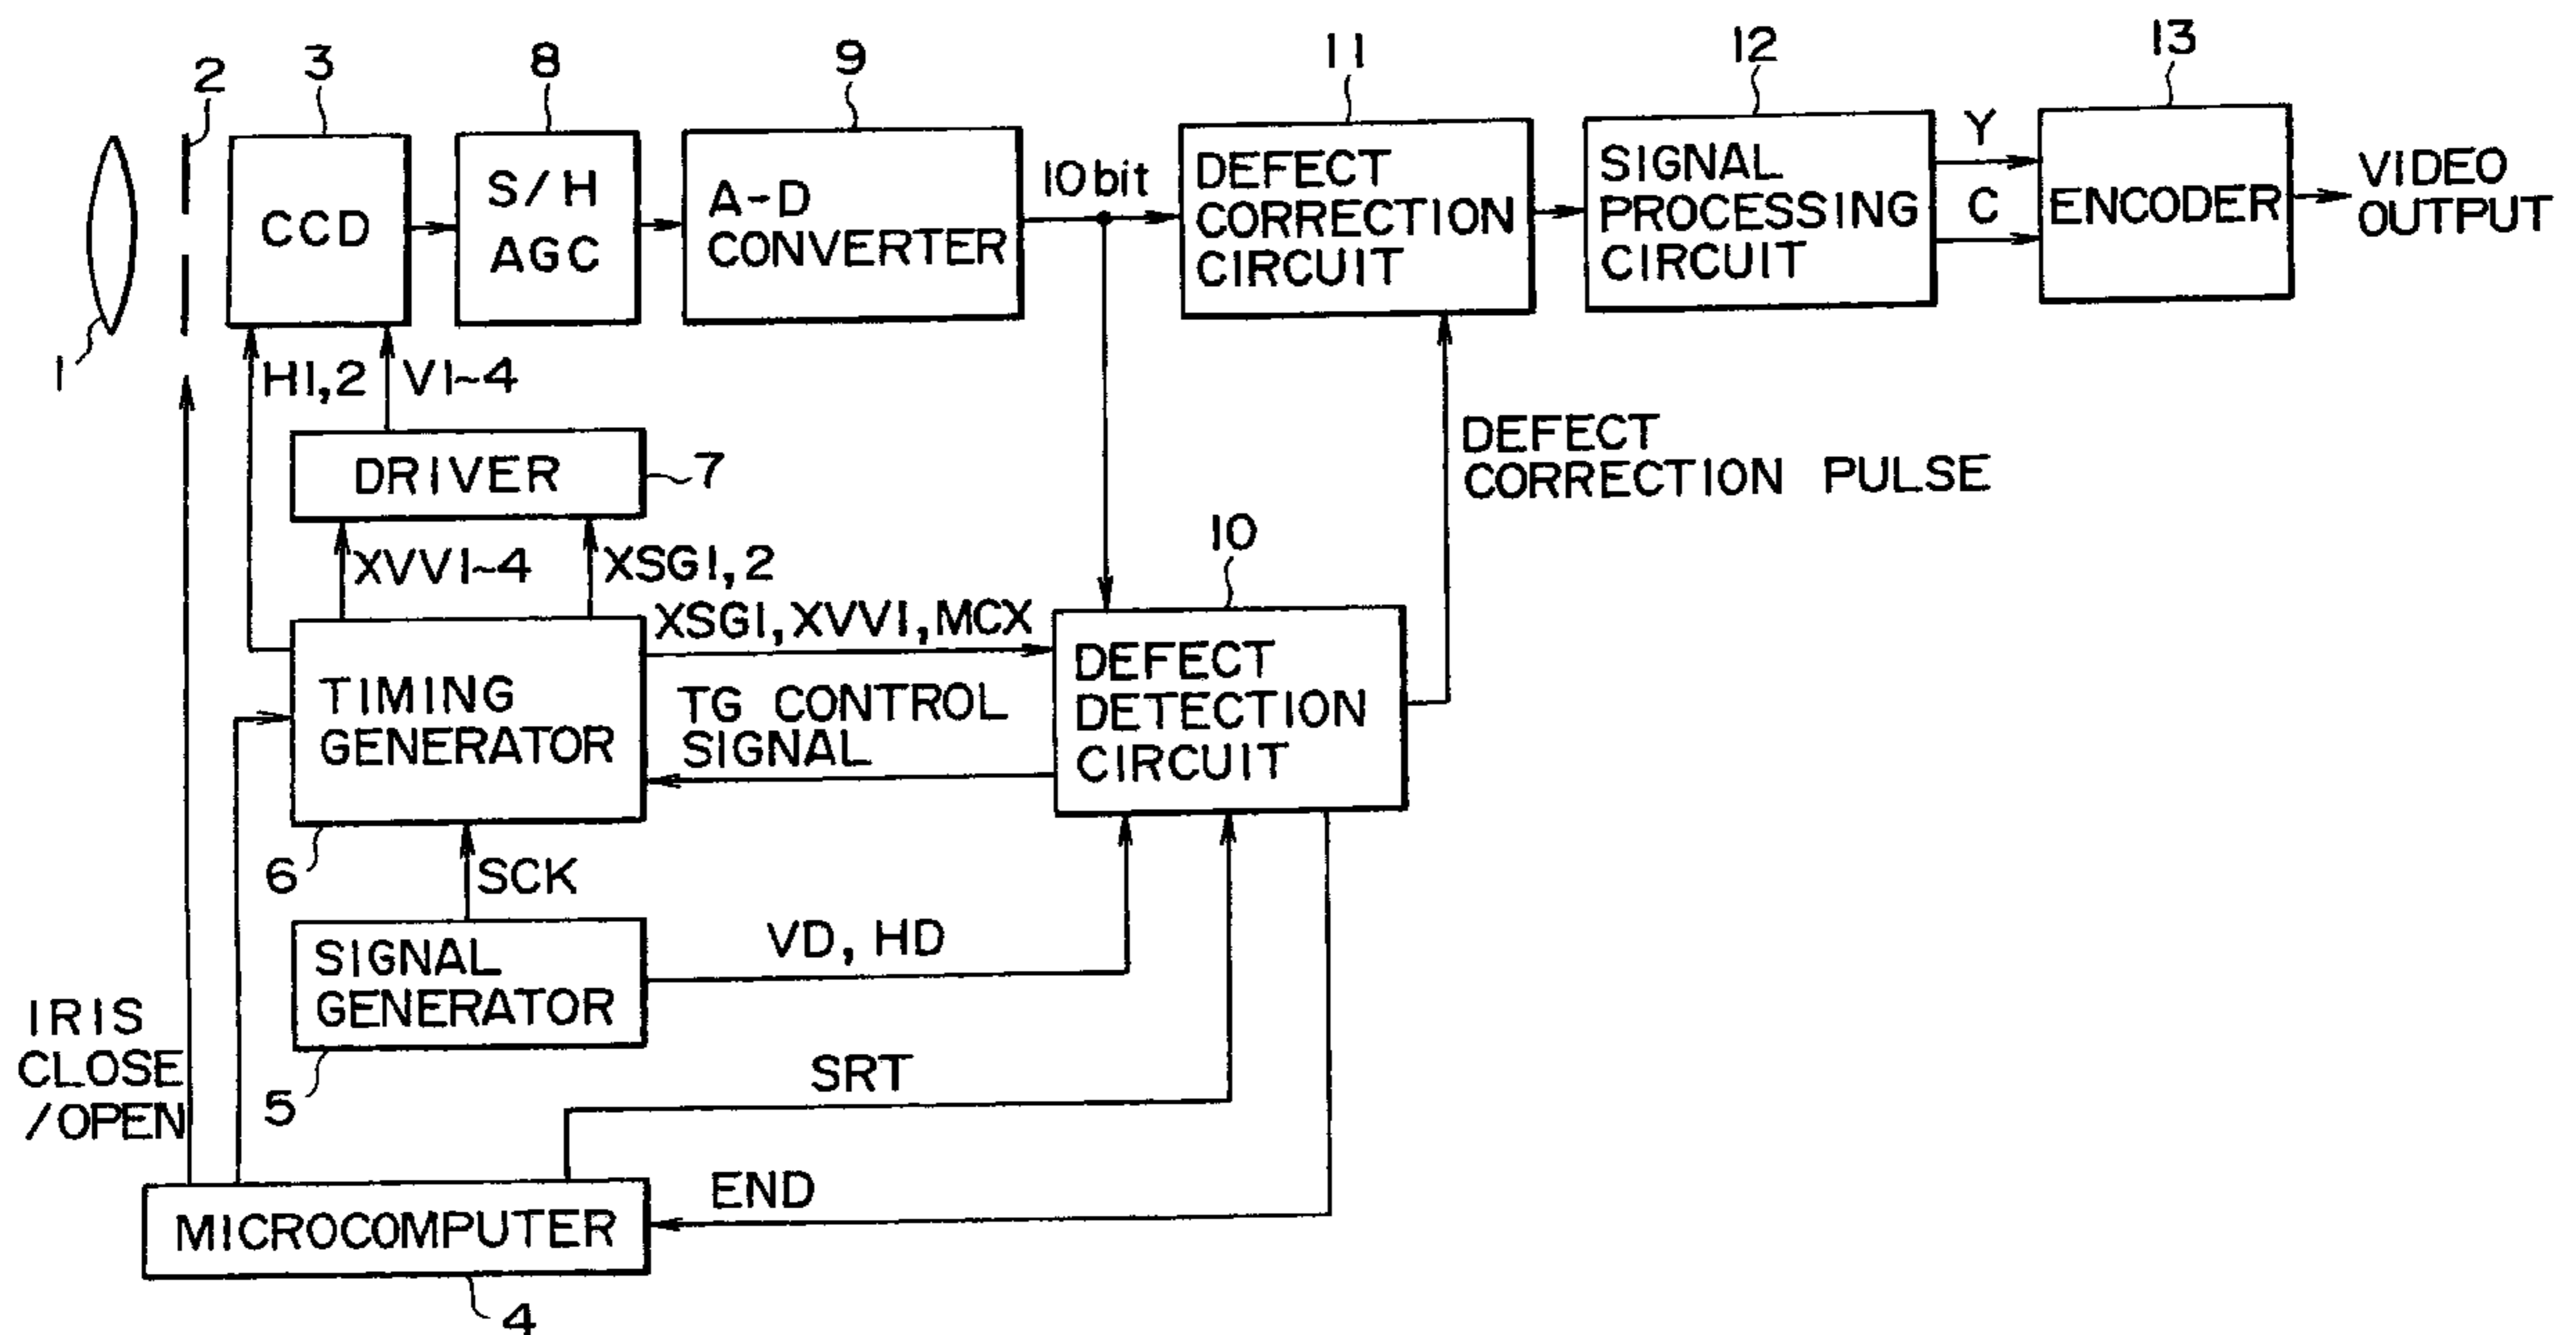 1
2
3
CCD
8
S/H
AGC
9
A-D
CONVERTER
10bit
11
DEFECT
CORRECTION
CIRCUIT
12
SIGNAL
PROCESSING
CIRCUIT
Y
C
13
ENCODER
VIDEO
OUTPUT
H1,2
V1~4
DRIVER
7
XVV1~4
XSG1,2
DEFECT
CORRECTION PULSE
XSG1,XVV1,MCX
10
DEFECT
DETECTION
CIRCUIT
TIMING
GENERATOR
TG CONTROL
SIGNAL
6
SCK
SIGNAL
GENERATOR
5
VD, HD
IRIS
CLOSE
/OPEN
SRT
END
MICROCOMPUTER
4